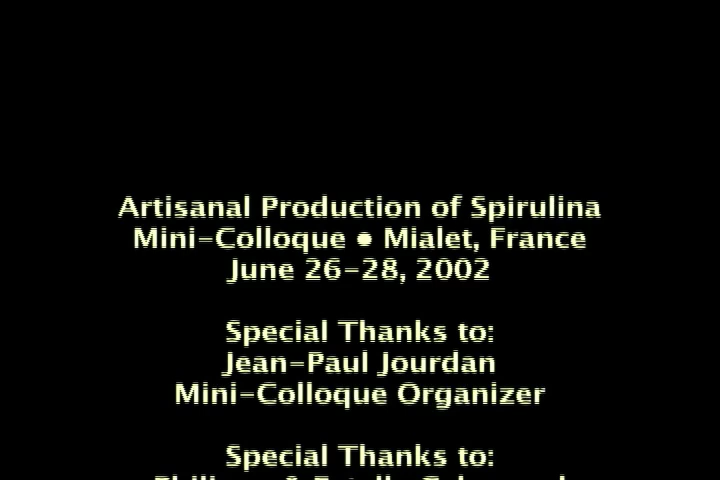 Artisanal Production of Spirulina
Mini-Colloque • Mialet, France
June 26-28, 2002
Special Thanks to:
Jean-Paul Jourdan
Mini-Colloque Organizer
Special Thanks to: